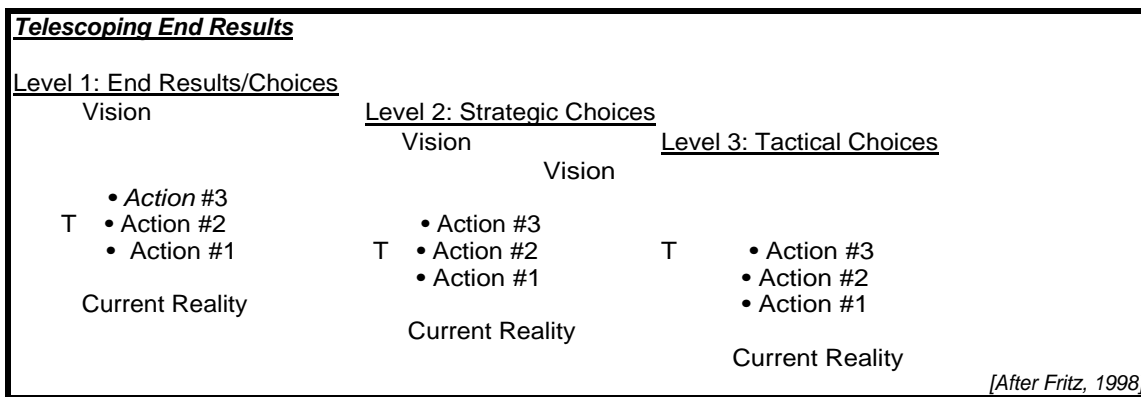 Telescoping End Results
Level 1: End Results/Choices
Vision
Level 2: Strategic Choices
Vision
Level 3: Tactical Choices
Vision
• Action #3
T • Action #2
• Action #1
Current Reality
• Action #3
T • Action #2
• Action #1
Current Reality
T • Action #3
• Action #2
• Action #1
Current Reality
[After Fritz, 1998]